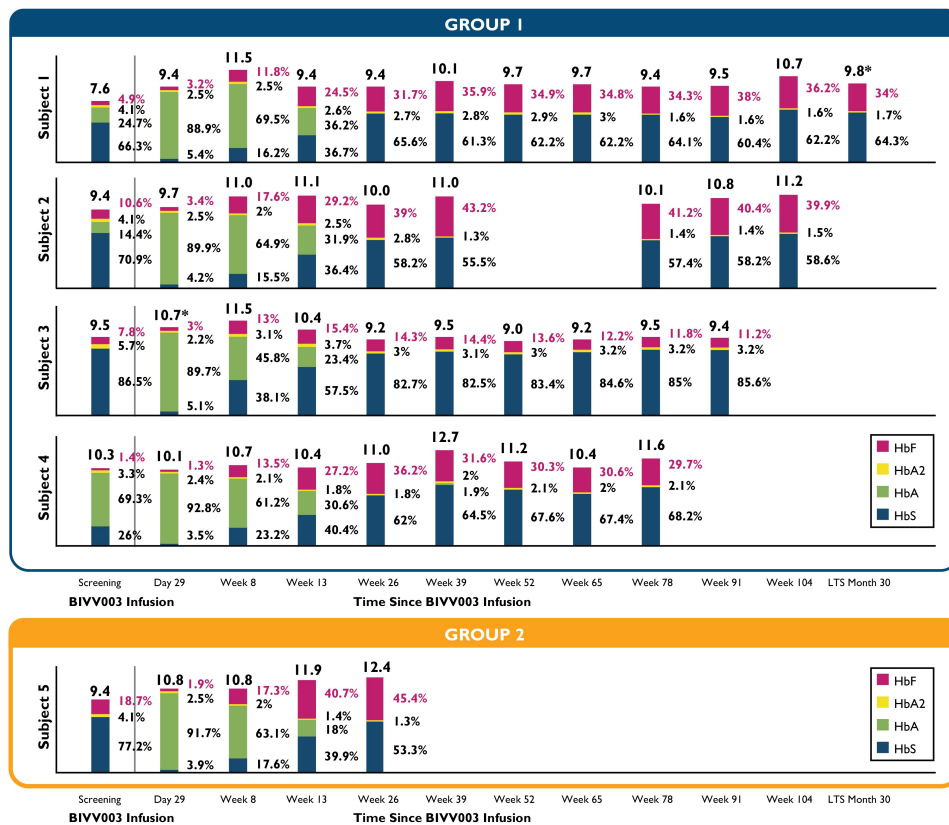 GROUP 1
Subject 1
7.6 9.4 11.5 9.4 9.4 10.1 9.7 9.7 9.4 9.5 10.7 9.8*
4.9% 3.2% 11.8% 24.5% 31.7% 35.9% 34.9% 34.8% 34.3% 38% 36.2% 34%
4.1% 2.5% 2.5% 2.6% 2.7% 2.8% 2.9% 3% 1.6% 1.6% 1.6% 1.7%
24.7% 88.9% 69.5% 36.2%
66.3% 5.4% 16.2% 36.7% 65.6% 61.3% 62.2% 62.2% 64.1% 60.4% 62.2% 64.3%
Subject 2
9.4 9.7 11.0 11.1 10.0 11.0 10.1 10.8 11.2
10.6% 3.4% 17.6% 29.2% 39% 43.2% 41.2% 40.4% 39.9%
4.1% 2.5% 2% 2.5% 2.8% 1.3% 1.4% 1.4% 1.5%
14.4% 89.9% 64.9% 31.9%
70.9% 4.2% 15.5% 36.4% 58.2% 55.5% 57.4% 58.2% 58.6%
Subject 3
9.5 10.7* 11.5 10.4 9.2 9.5 9.0 9.2 9.5 9.4
7.8% 3% 13% 15.4% 14.3% 14.4% 13.6% 12.2% 11.8% 11.2%
5.7% 2.2% 3.1% 3.7% 3% 3.1% 3% 3.2% 3.2% 3.2%
89.7% 45.8% 23.4%
86.5% 5.1% 38.1% 57.5% 82.7% 82.5% 83.4% 84.6% 85% 85.6%
Subject 4
10.3 10.1 10.7 10.4 11.0 12.7 11.2 10.4 11.6
1.4% 1.3% 13.5% 27.2% 36.2% 31.6% 30.3% 30.6% 29.7%
3.3% 2.4% 2.1% 1.8% 1.8% 2% 2.1% 2% 2.1%
69.3% 92.8% 61.2% 30.6% 1.9%
26% 3.5% 23.2% 40.4% 62% 64.5% 67.6% 67.4% 68.2%
HbF
HbA2
HbA
HbS
Screening Day 29 Week 8 Week 13 Week 26 Week 39 Week 52 Week 65 Week 78 Week 91 Week 104 LTS Month 30
BIVV003 Infusion Time Since BIVV003 Infusion
GROUP 2
Subject 5
9.4 10.8 10.8 11.9 12.4
18.7% 1.9% 17.3% 40.7% 45.4%
4.1% 2.5% 2% 1.4% 1.3%
91.7% 63.1% 18%
77.2% 3.9% 17.6% 39.9% 53.3%
HbF
HbA2
HbA
HbS
Screening Day 29 Week 8 Week 13 Week 26 Week 39 Week 52 Week 65 Week 78 Week 91 Week 104 LTS Month 30
BIVV003 Infusion Time Since BIVV003 Infusion